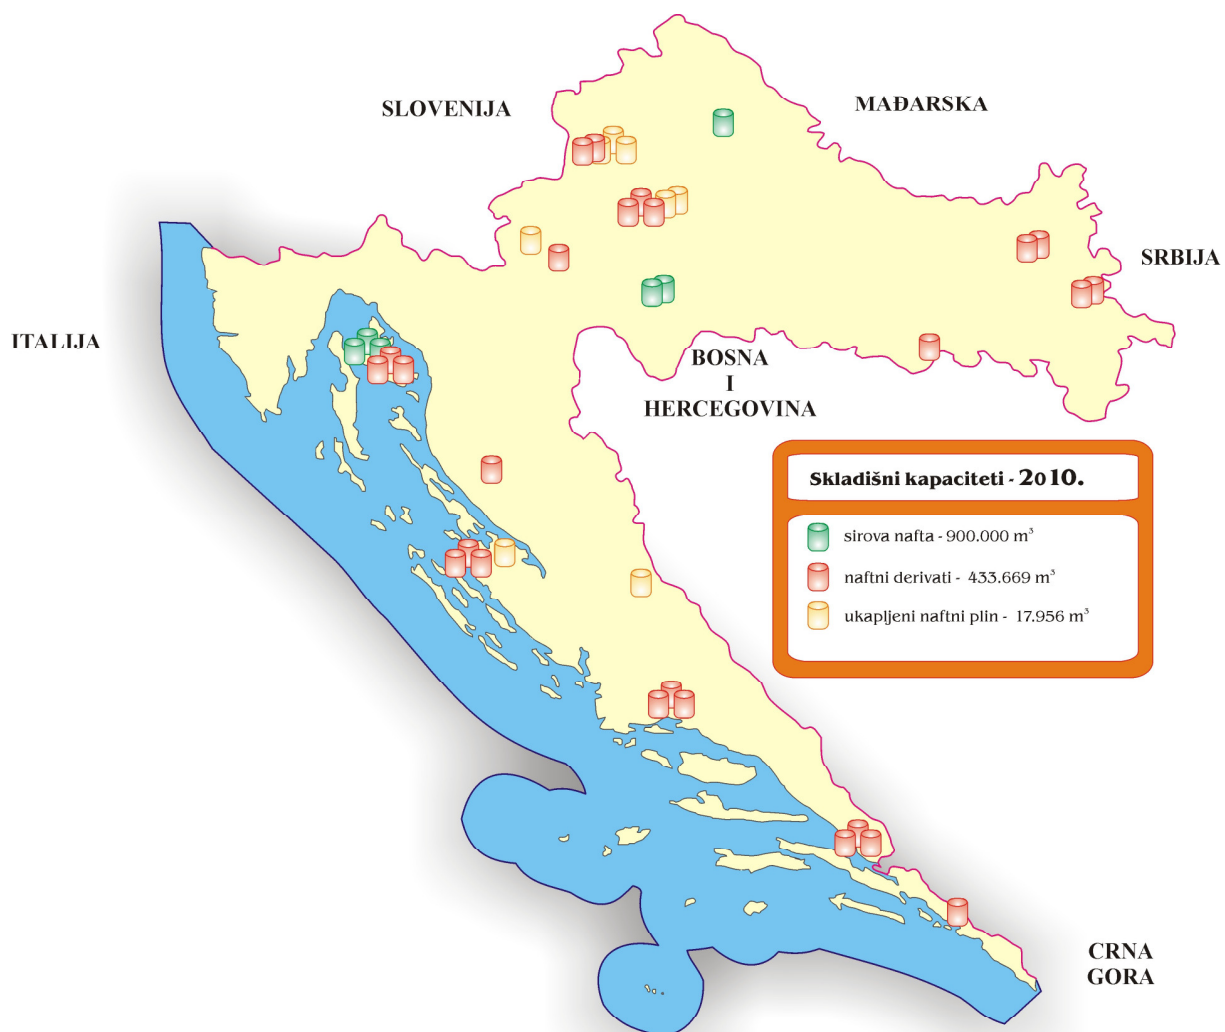 SLOVENIJA
MAĐARSKA
SRBIJA
ITALIJA
BOSNA
I
HERCEGOVINA
Skladišni kapaciteti - 2010.
sirova nafta - 900.000 m³
naftni derivati - 433.669 m³
ukapljeni naftni plin - 17.956 m³
CRNA
GORA